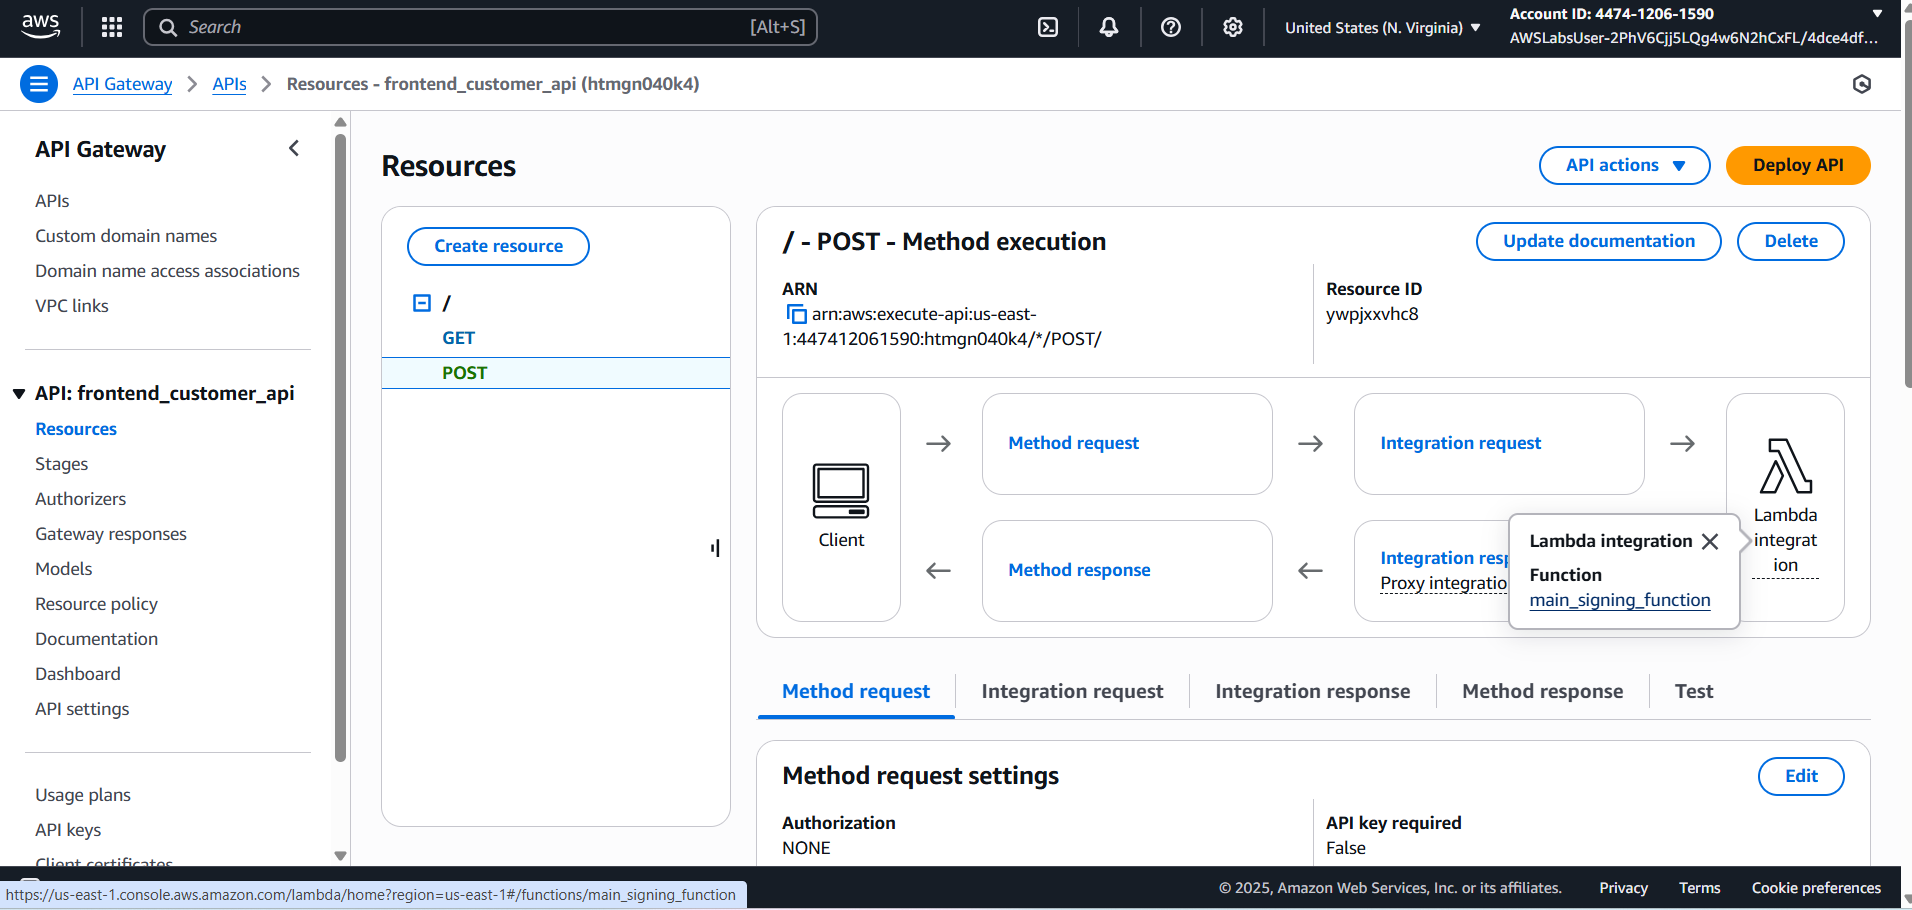 aws
Search
[Alt+S]
United States (N. Virginia)
Account ID: 4474-1206-1590
AWSLabsUser-2PhV6Cjj5LQg4w6N2hCxFL/4dce4df...
API Gateway
APIs
Resources - frontend_customer_api (htmgn040k4)
API Gateway
APIs
Custom domain names
Domain name access associations
VPC links
API: frontend_customer_api
Resources
Stages
Authorizers
Gateway responses
Models
Resource policy
Documentation
Dashboard
API settings
Usage plans
API keys
Client certificates
Resources
API actions
Deploy API
Create resource
/
GET
POST
/ - POST - Method execution
Update documentation
Delete
ARN
arn:aws:execute-api:us-east-
1:447412061590:htmgn040k4/*/POST/
Resource ID
ywpjxxvhc8
Client
Method request
Integration request
Method response
Integration resp
Proxy integratio
Lambda
integrat
ion
Lambda integration
Function
main_signing_function
Method request
Integration request
Integration response
Method response
Test
Method request settings
Edit
Authorization
NONE
API key required
False
https://us-east-1.console.aws.amazon.com/lambda/home?region=us-east-1#/functions/main_signing_function
© 2025, Amazon Web Services, Inc. or its affiliates.
Privacy
Terms
Cookie preferences